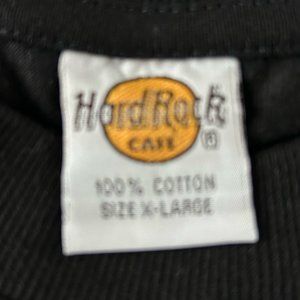 Hard Rock
CAFE
®
100% COTTON
SIZE X-LARGE